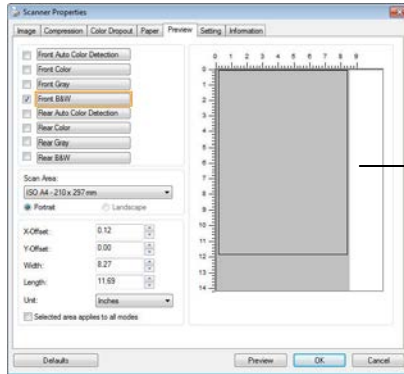 Scanner Properties
Image Compression Color Dropout Paper Preview Setting Information
Front Auto Color Detection
Front Color
Front Gray
Front B&W
Rear Auto Color Detection
Rear Color
Rear Gray
Rear B&W
Scan Area:
ISO A4 - 210 x 297 mm
Portrait Landscape
X-Offset: 0.12
Y-Offset: 0.00
Width: 8.27
Length: 11.69
Unit: Inches
Selected area applies to all modes
0 1 2 3 4 5 6 7 8 9
0
1
2
3
4
5
6
7
8
9
10
11
12
13
14
Defaults Preview OK Cancel